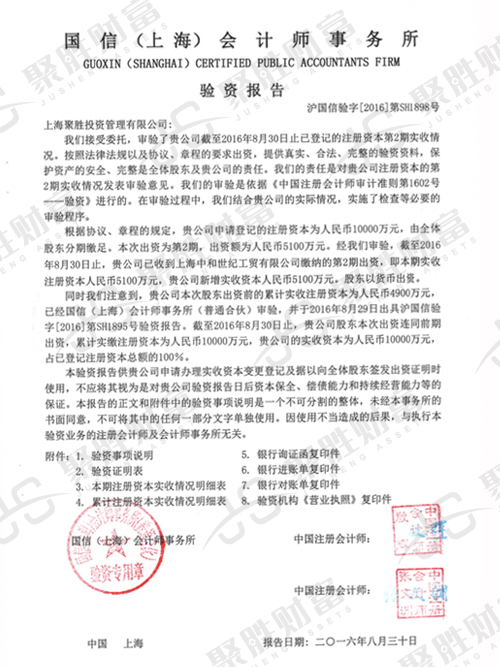 国信（上海）会计师事务所
GUOXIN (SHANGHAI) CERTIFIED PUBLIC ACCOUNTANTS FIRM
验资报告
沪国信验字[2016]第SH1898号
上海聚胜投资管理有限公司：
我们接受委托，审验了贵公司截至2016年8月30日止已登记的注册资本第2期实收情
况。按照法律法规以及协议、章程的要求出资，提供真实、合法、完整的验资资料，保
护资产的安全、完整是全体股东及贵公司的责任。我们的责任是对贵公司注册资本的第
2期实收情况发表审验意见。我们的审验是依据《中国注册会计师审计准则第1602号
——验资》进行的。在审验过程中，我们结合贵公司的实际情况，实施了检查等必要的
审验程序。
根据协议、章程的规定，贵公司申请登记的注册资本为人民币10000万元，由全体
股东分期缴足。本次出资为第2期，出资额为人民币5100万元。经我们审验，截至2016
年8月30日止，贵公司已收到上海中和世纪工贸有限公司缴纳的第2期出资，即本期实收
注册资本人民币5100万元，贵公司新增实收资本人民币5100万元。股东以货币出资。
同时我们注意到，贵公司本次股东出资前的累计实收注册资本为人民币4900万元，
已经国信（上海）会计师事务所（普通合伙）审验，并于2016年8月29日出具沪国信验
字[2016]第SH1895号验资报告。截至2016年8月30日止，贵公司股东本次出资连同前期
出资，累计实缴注册资本为人民币10000万元，贵公司的实收资本为人民币10000万元，
占已登记注册资本总额的100%。
本验资报告供贵公司申请办理实收资本变更登记及据以向全体股东签发出资证明时
使用，不应将其视为是对贵公司验资报告日后资本保全、偿债能力和持续经营能力等的
保证。本报告的正文和附件中的验资事项说明是一个不可分割的整体，未经本事务所的
书面同意，不可将其中的任何一部分文字单独使用。因使用不当造成的后果，与执行本
验资业务的注册会计师及会计师事务所无关。
附件：1. 验资事项说明 5. 银行询证函复印件
2. 验资证明表 6. 银行进账单复印件
3. 本期注册资本实收情况明细表 7. 银行对账单复印件
4. 累计注册资本实收情况明细表 8. 验资机构《营业执照》复印件
国信（上海）会计师事务所 中国注册会计师：
验资专用章
中国注册会计师：
中国 上海 报告日期：二〇一六年八月三十日
聚胜财富